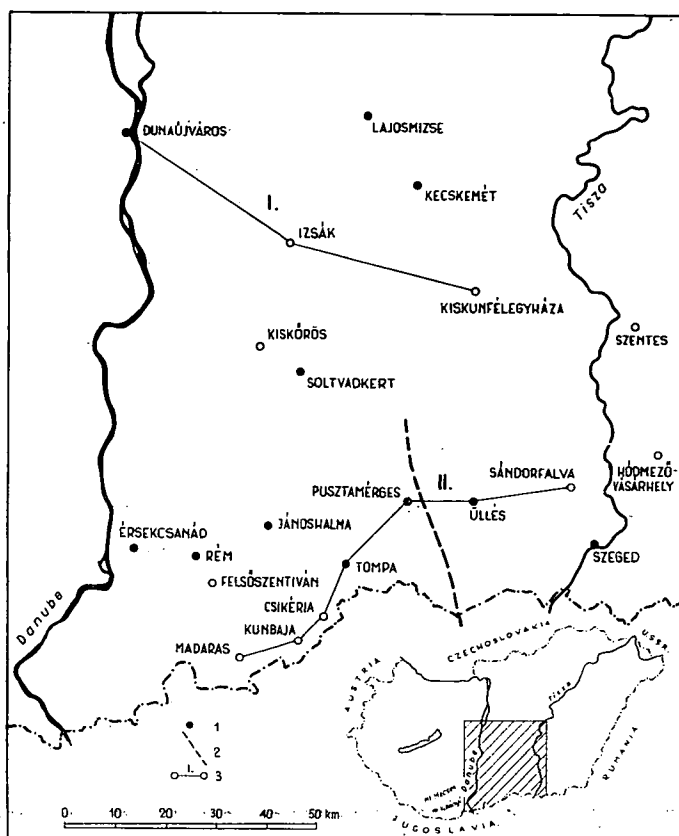 DUNAÚJVÁROS
LAJOSMIZSE
KECSKEMÉT
Tisza
I.
IZSÁK
KISKUNFÉLEGYHÁZA
SZENTES
KISKŐRÖS
SOLTVADKERT
HÓDMEZŐ-
VÁSÁRHELY
SÁNDORFALVA
II.
PUSZTAMÉRGES
ÜLLÉS
ÉRSEKCSANÁD
JÁNOSHALMA
RÉM
SZEGED
TOMPA
FELSŐSZENTIVÁN
CSIKÉRIA
Danube
KUNBAJA
MADARAS
CZECHOSLOVAKIA
USSR
AUSTRIA
Tisza
RUMANIA
Danube
JUGOSLAVIA
1
2
I.
3
0 10 20 30 40 50 km